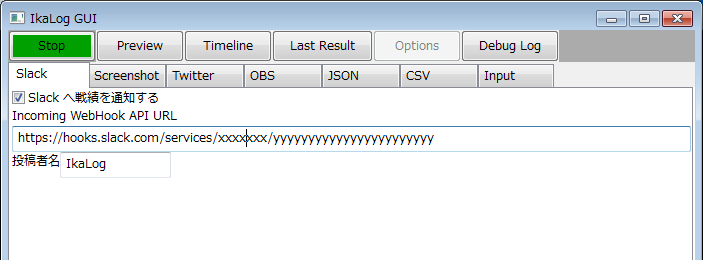 IkaLog GUI
Stop Preview Timeline Last Result Options Debug Log
Slack Screenshot Twitter OBS JSON CSV Input
Slack へ戦績を通知する
Incoming WebHook API URL
https://hooks.slack.com/services/xxxxxxx/yyyyyyyyyyyyyyyyyyyyyyyy
投稿者名 IkaLog